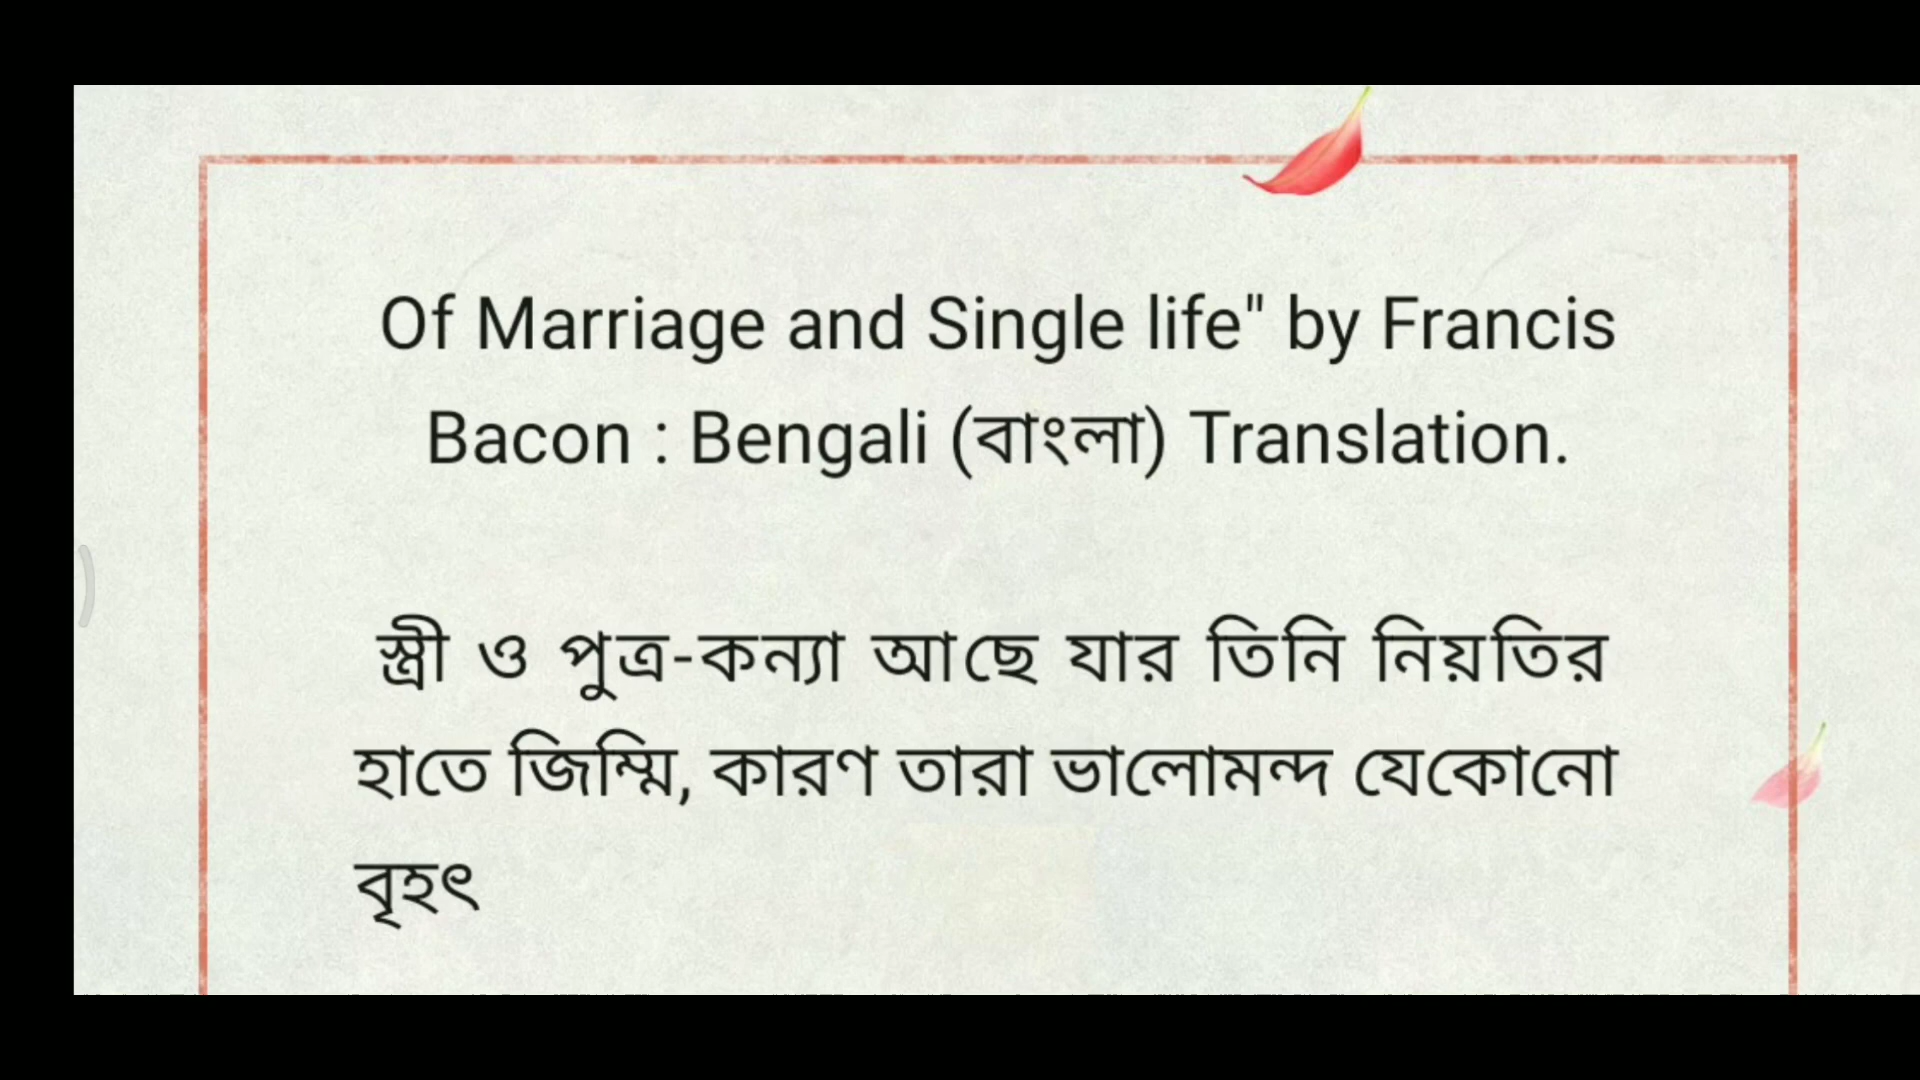 Of Marriage and Single life" by Francis
Bacon : Bengali (বাংলা) Translation.
স্ত্রী ও পুত্র-কন্যা আছে যার তিনি নিয়তির
হাতে জিম্মি, কারণ তারা ভালোমন্দ যেকোনো
বৃহৎ